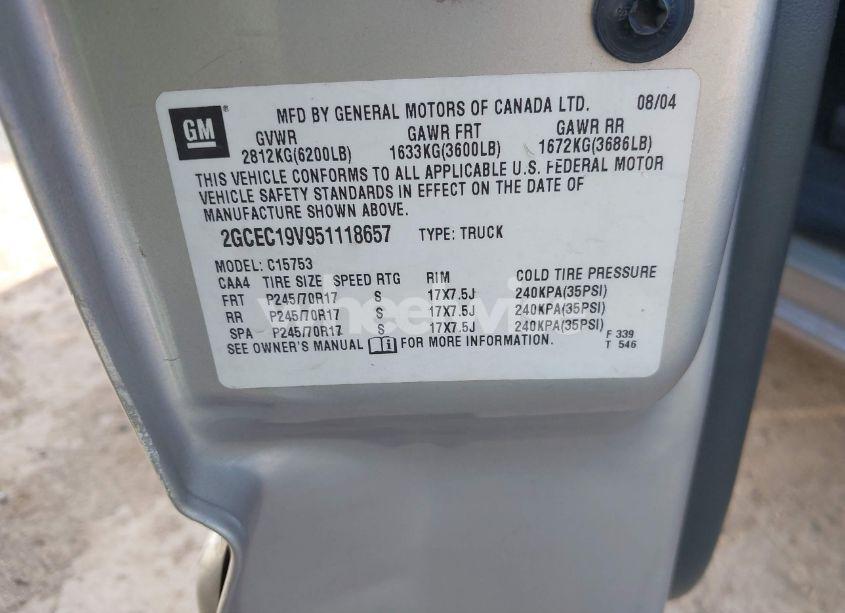 GM
MFD BY GENERAL MOTORS OF CANADA LTD. 08/04
GVWR GAWR FRT GAWR RR
2812KG(6200LB) 1633KG(3600LB) 1672KG(3686LB)
THIS VEHICLE CONFORMS TO ALL APPLICABLE U.S. FEDERAL MOTOR
VEHICLE SAFETY STANDARDS IN EFFECT ON THE DATE OF
MANUFACTURE SHOWN ABOVE.
2GCEC19V951118657 TYPE: TRUCK
MODEL: C15753
CAA4 TIRE SIZE SPEED RTG RIM COLD TIRE PRESSURE
FRT P245/70R17 S 17X7.5J 240KPA(35PSI)
RR P245/70R17 S 17X7.5J 240KPA(35PSI)
SPA P245/70R17 S 17X7.5J 240KPA(35PSI)
SEE OWNER'S MANUAL i FOR MORE INFORMATION.
F 339
T 546